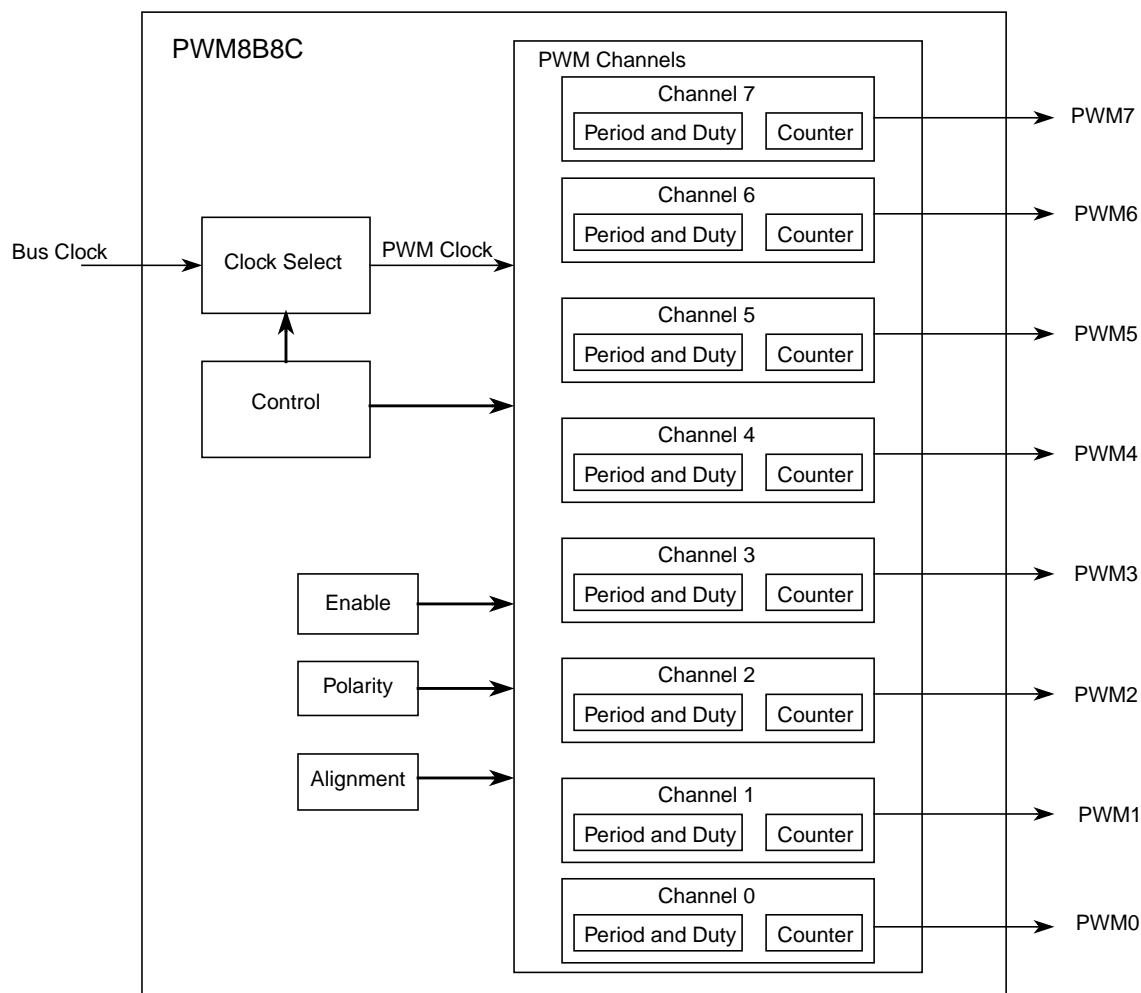 PWM8B8C
PWM Channels
Channel 7
Period and Duty
Counter
PWM7
Channel 6
Period and Duty
Counter
PWM6
Bus Clock
Clock Select
PWM Clock
Channel 5
Period and Duty
Counter
PWM5
Control
Channel 4
Period and Duty
Counter
PWM4
Channel 3
Period and Duty
Counter
PWM3
Enable
Polarity
Alignment
Channel 2
Period and Duty
Counter
PWM2
Channel 1
Period and Duty
Counter
PWM1
Channel 0
Period and Duty
Counter
PWM0